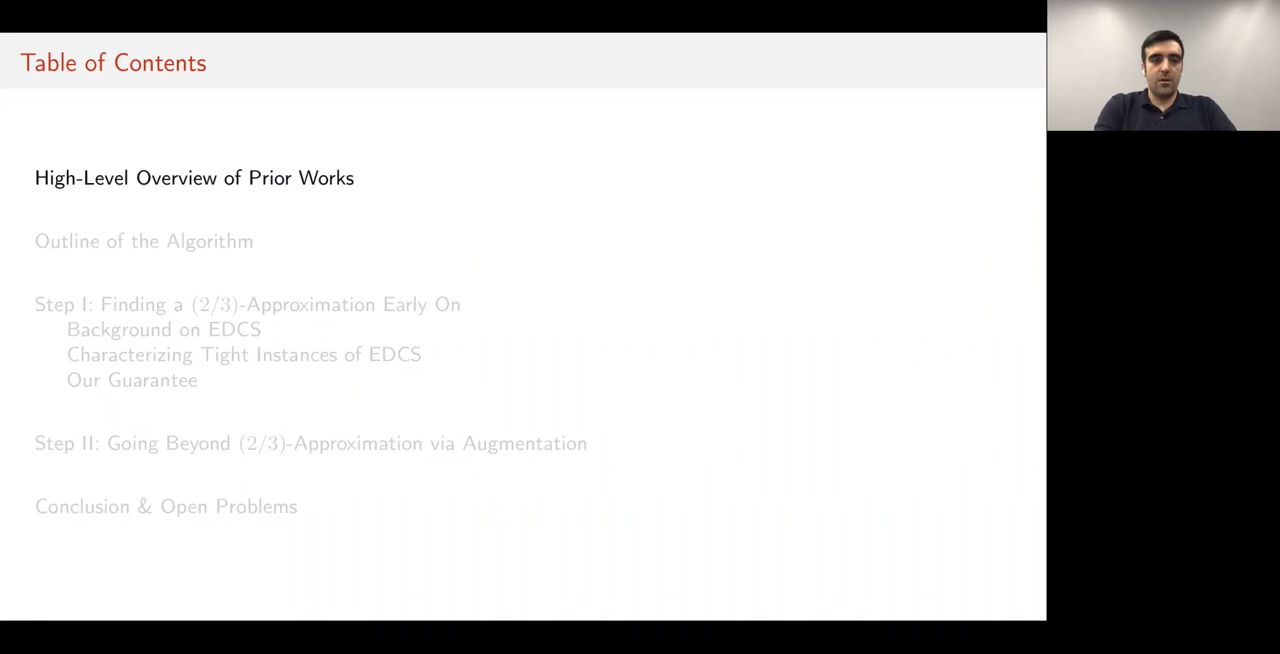 Table of Contents
High-Level Overview of Prior Works
Outline of the Algorithm
Step I: Finding a (2/3)-Approximation Early On
Background on EDCS
Characterizing Tight Instances of EDCS
Our Guarantee
Step II: Going Beyond (2/3)-Approximation via Augmentation
Conclusion & Open Problems